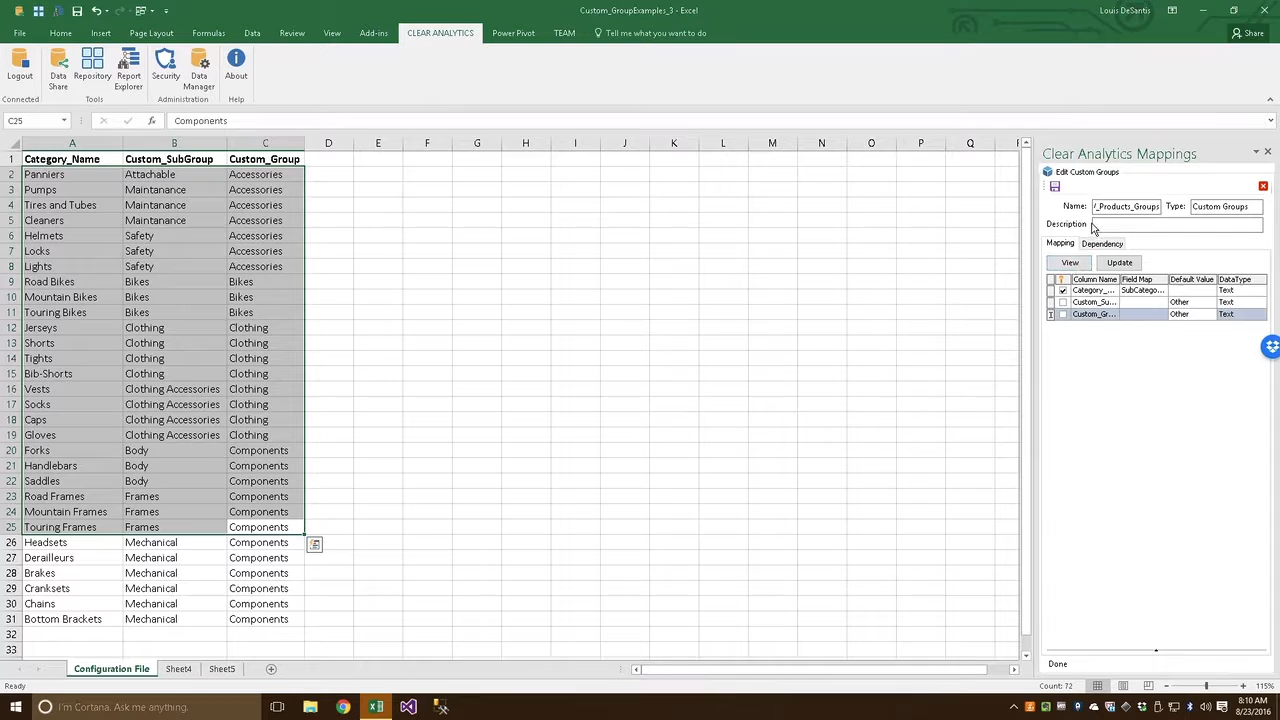 Custom_GroupExamples_3 - Excel
Louis DeSantis
File Home Insert Page Layout Formulas Data Review View Add-ins CLEAR ANALYTICS Power Pivot TEAM Tell me what you want to do Share
Logout Data Share Repository Report Explorer Security Data Manager About
Connected Tools Administration Help
C25 fx Components
A B C D E F G H I J K L M N O P Q
1 Category_Name Custom_SubGroup Custom_Group
2 Panniers Attachable Accessories
3 Pumps Maintanance Accessories
4 Tires and Tubes Maintanance Accessories
5 Cleaners Maintanance Accessories
6 Helmets Safety Accessories
7 Locks Safety Accessories
8 Lights Safety Accessories
9 Road Bikes Bikes Bikes
10 Mountain Bikes Bikes Bikes
11 Touring Bikes Bikes Bikes
12 Jerseys Clothing Clothing
13 Shorts Clothing Clothing
14 Tights Clothing Clothing
15 Bib-Shorts Clothing Clothing
16 Vests Clothing Accessories Clothing
17 Socks Clothing Accessories Clothing
18 Caps Clothing Accessories Clothing
19 Gloves Clothing Accessories Clothing
20 Forks Body Components
21 Handlebars Body Components
22 Saddles Body Components
23 Road Frames Frames Components
24 Mountain Frames Frames Components
25 Touring Frames Frames Components
26 Headsets Mechanical Components
27 Derailleurs Mechanical Components
28 Brakes Mechanical Components
29 Cranksets Mechanical Components
30 Chains Mechanical Components
31 Bottom Brackets Mechanical Components
32
33
Clear Analytics Mappings
Edit Custom Groups
Name: _Products_Groups Type: Custom Groups
Description
Mapping Dependency
View Update
Column Name Field Map Default Value DataType
Category_... SubCatego... Text
Custom_Su... Other Text
Custom_Gr... Other Text
Done
Configuration File Sheet4 Sheet5
Ready
Count: 72
115%
I'm Cortana. Ask me anything.
8:10 AM
8/23/2016